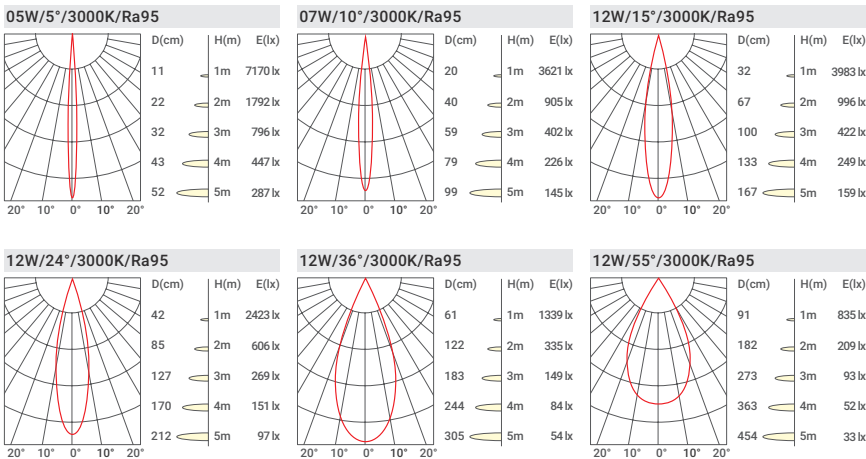 05W/5°/3000K/Ra95
D(cm) H(m) E(lx)
11 1m 7170 lx
22 2m 1792 lx
32 3m 796 lx
43 4m 447 lx
52 5m 287 lx
20° 10° 0° 10° 20°
07W/10°/3000K/Ra95
D(cm) H(m) E(lx)
20 1m 3621 lx
40 2m 905 lx
59 3m 402 lx
79 4m 226 lx
99 5m 145 lx
20° 10° 0° 10° 20°
12W/15°/3000K/Ra95
D(cm) H(m) E(lx)
32 1m 3983 lx
67 2m 996 lx
100 3m 422 lx
133 4m 249 lx
167 5m 159 lx
20° 10° 0° 10° 20°
12W/24°/3000K/Ra95
D(cm) H(m) E(lx)
42 1m 2423 lx
85 2m 606 lx
127 3m 269 lx
170 4m 151 lx
212 5m 97 lx
20° 10° 0° 10° 20°
12W/36°/3000K/Ra95
D(cm) H(m) E(lx)
61 1m 1339 lx
122 2m 335 lx
183 3m 149 lx
244 4m 84 lx
305 5m 54 lx
20° 10° 0° 10° 20°
12W/55°/3000K/Ra95
D(cm) H(m) E(lx)
91 1m 835 lx
182 2m 209 lx
273 3m 93 lx
363 4m 52 lx
454 5m 33 lx
20° 10° 0° 10° 20°